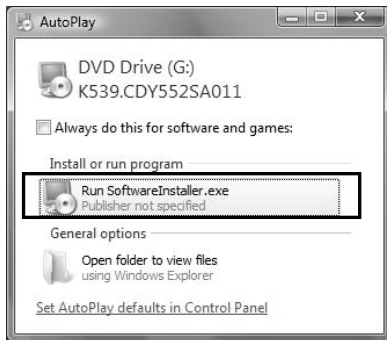 AutoPlay
DVD Drive (G:)
K539.CDY552SA011
Always do this for software and games:
Install or run program
Run SoftwareInstaller.exe
Publisher not specified
General options
Open folder to view files
using Windows Explorer
Set AutoPlay defaults in Control Panel